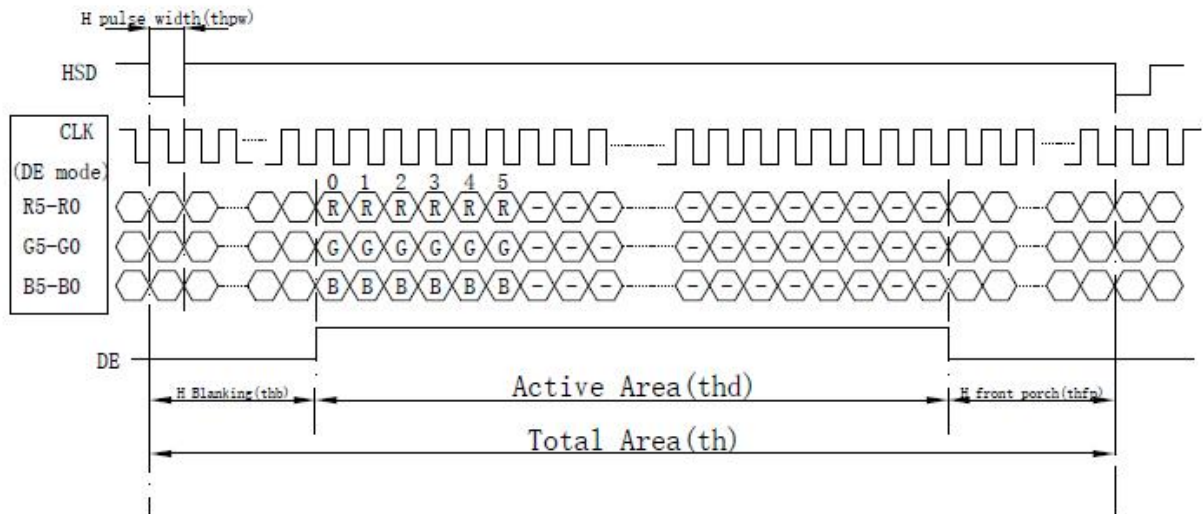 H pulse width(thpw)
HSD
CLK
(DE mode)
0 1 2 3 4 5
R5-R0 R R R R R R - - - - - - - - - - -
G5-G0 G G G G G G - - - - - - - - - - -
B5-B0 B B B B B B - - - - - - - - - - -
DE
H Blanking(thb) Active Area(thd) H front porch(thfp)
Total Area(th)